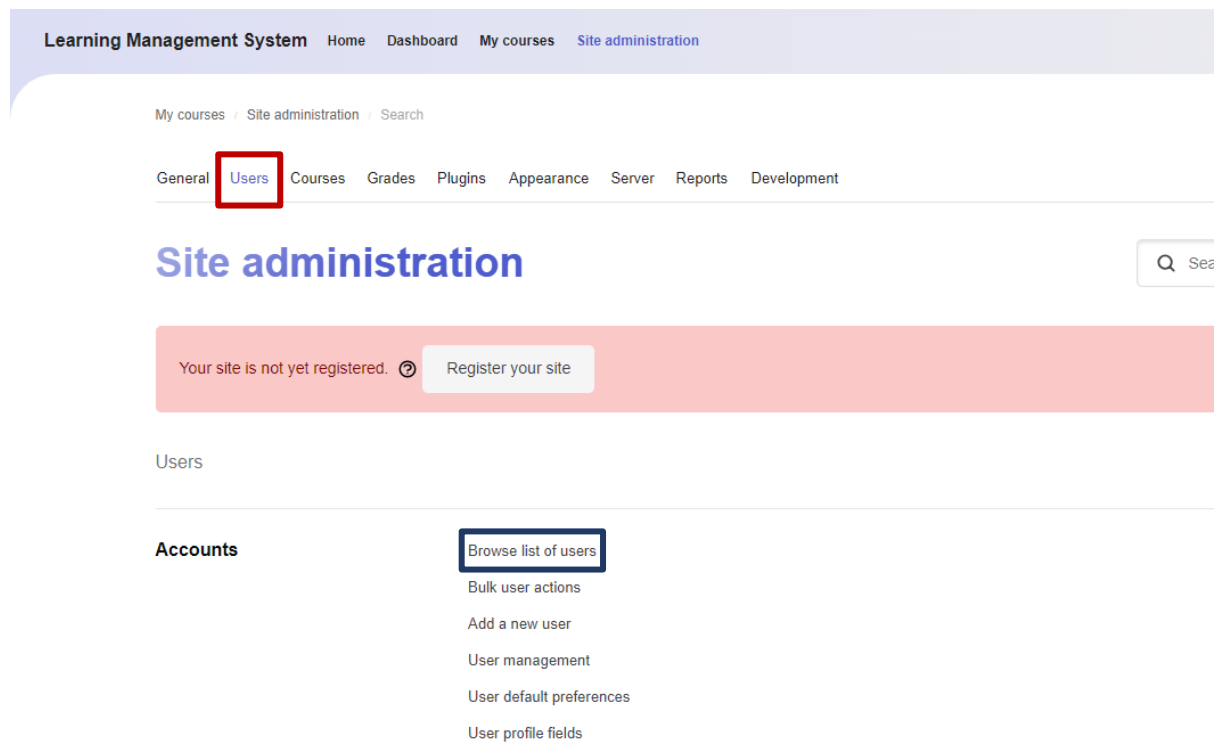 Learning Management System Home Dashboard My courses Site administration
My courses / Site administration / Search
General Users Courses Grades Plugins Appearance Server Reports Development
Site administration
Your site is not yet registered. Register your site
Users
Accounts Browse list of users
Bulk user actions
Add a new user
User management
User default preferences
User profile fields